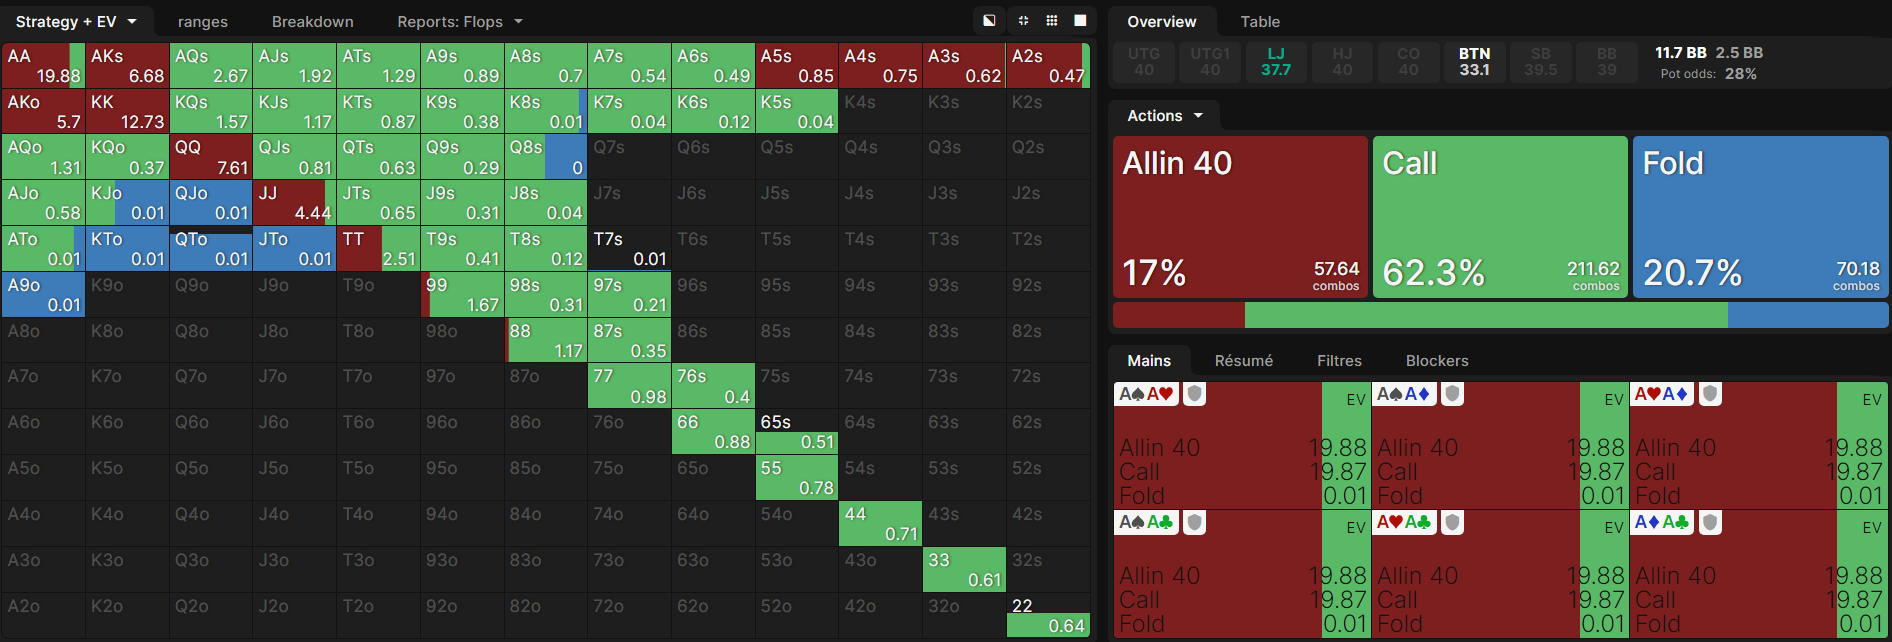 Strategy + EV ranges Breakdown Reports: Flops
AA AKs AQs AJs ATs A9s A8s A7s A6s A5s A4s A3s A2s
19.88 6.68 2.67 1.92 1.29 0.89 0.7 0.54 0.49 0.85 0.75 0.62 0.47
AKo KK KQs KJs KTs K9s K8s K7s K6s K5s K4s K3s K2s
5.7 12.73 1.57 1.17 0.87 0.38 0.01 0.04 0.12 0.04
AQo KQo QQ QJs QTs Q9s Q8s Q7s Q6s Q5s Q4s Q3s Q2s
1.31 0.37 7.61 0.81 0.63 0.29 0
AJo KJo QJo JJ JTs J9s J8s J7s J6s J5s J4s J3s J2s
0.58 0.01 0.01 4.44 0.65 0.31 0.04
ATo KTo QTo JTo TT T9s T8s T7s T6s T5s T4s T3s T2s
0.01 0.01 0.01 0.01 2.51 0.41 0.12 0.01
A9o K9o Q9o J9o T9o 99 98s 97s 96s 95s 94s 93s 92s
0.01 1.67 0.31 0.21
A8o K8o Q8o J8o T8o 98o 88 87s 86s 85s 84s 83s 82s
1.17 0.35
A7o K7o Q7o J7o T7o 97o 87o 77 76s 75s 74s 73s 72s
0.98 0.4
A6o K6o Q6o J6o T6o 96o 86o 76o 66 65s 64s 63s 62s
0.88 0.51
A5o K5o Q5o J5o T5o 95o 85o 75o 65o 55 54s 53s 52s
0.78
A4o K4o Q4o J4o T4o 94o 84o 74o 64o 54o 44 43s 42s
0.71
A3o K3o Q3o J3o T3o 93o 83o 73o 63o 53o 43o 33 32s
0.61
A2o K2o Q2o J2o T2o 92o 82o 72o 62o 52o 42o 32o 22
0.64
Overview Table
UTG UTG1 LJ HJ CO BTN SB BB
40 40 37.7 40 40 33.1 39.5 39
11.7 BB 2.5 BB
Pot odds: 28%
Actions
Allin 40 Call Fold
17% 57.64 combos 62.3% 211.62 combos 20.7% 70.18 combos
Mains Résumé Filtres Blockers
A♠A♥ EV A♠A♦ EV A♥A♦ EV
Allin 40 19.88 Allin 40 19.88 Allin 40 19.88
Call 19.87 Call 19.87 Call 19.87
Fold 0.01 Fold 0.01 Fold 0.01
A♠A♣ EV A♥A♣ EV A♦A♣ EV
Allin 40 19.88 Allin 40 19.88 Allin 40 19.88
Call 19.87 Call 19.87 Call 19.87
Fold 0.01 Fold 0.01 Fold 0.01